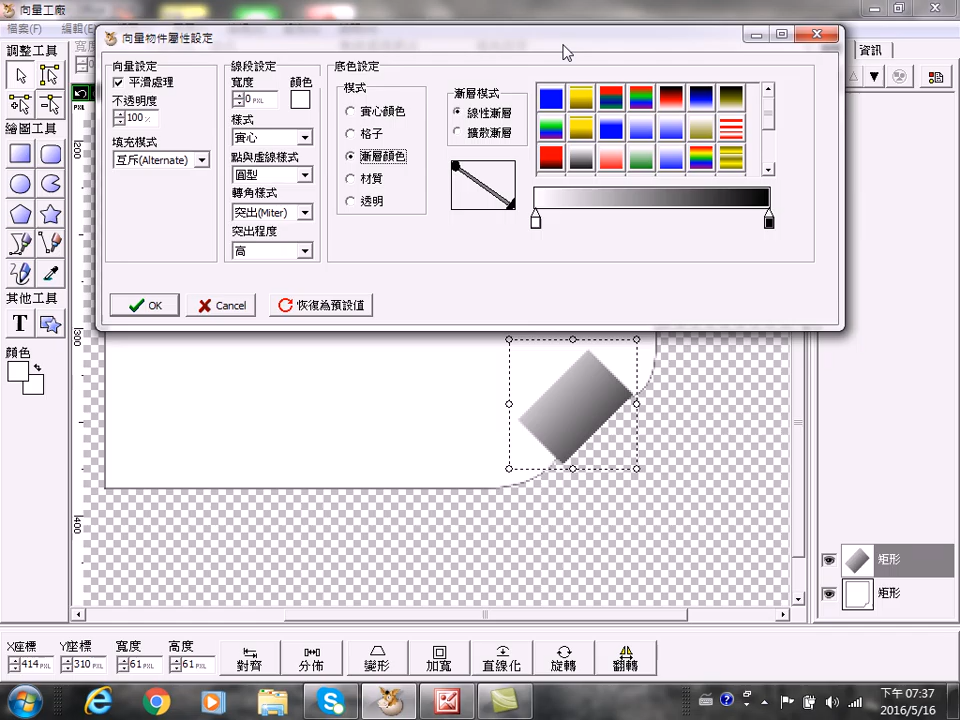 向量工廠
檔案(F) 編輯(E)
調整工具
繪圖工具
其他工具
顏色
向量物件屬性設定
向量設定
平滑處理
不透明度
100 %
填充模式
互斥(Alternate)
線段設定
寬度
顏色
0 PXL
樣式
實心
點與虛線樣式
圓型
轉角樣式
突出(Miter)
突出程度
高
底色設定
模式
實心顏色
格子
漸層顏色
材質
透明
漸層模式
線性漸層
擴散漸層
OK
Cancel
恢復為預設值
資訊
PXL
200
300
400
矩形
矩形
X座標
Y座標
寬度
高度
414 PXL
310 PXL
61 PXL
61 PXL
對齊
分佈
變形
加寬
直線化
旋轉
翻轉
下午 07:37
2016/5/16